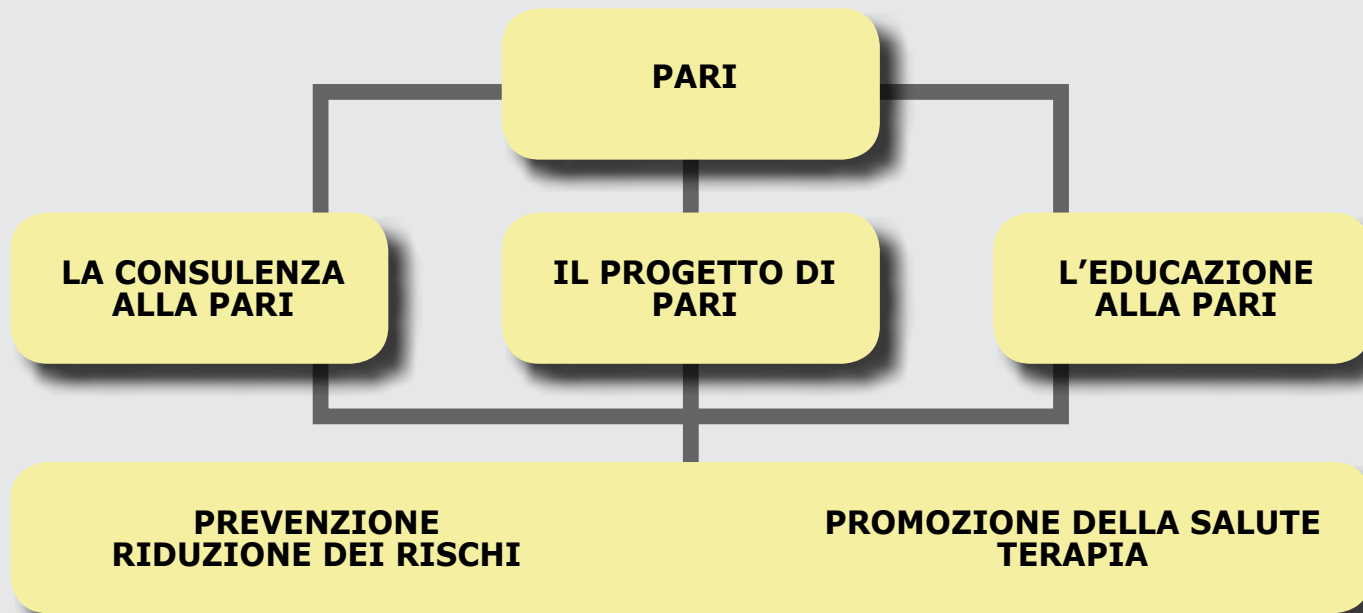 PARI
LA CONSULENZA
ALLA PARI
IL PROGETTO DI
PARI
L’EDUCAZIONE
ALLA PARI
PREVENZIONE
RIDUZIONE DEI RISCHI
PROMOZIONE DELLA SALUTE
TERAPIA